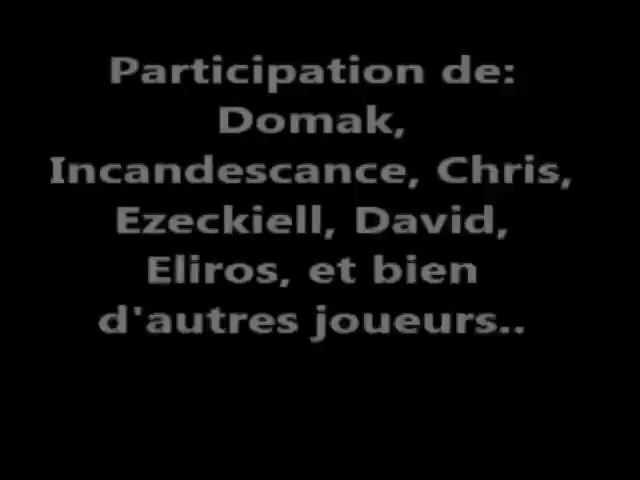 Participation de:
Domak,
Incandescance, Chris,
Ezeckiell, David,
Eliros, et bien
d'autres joueurs..